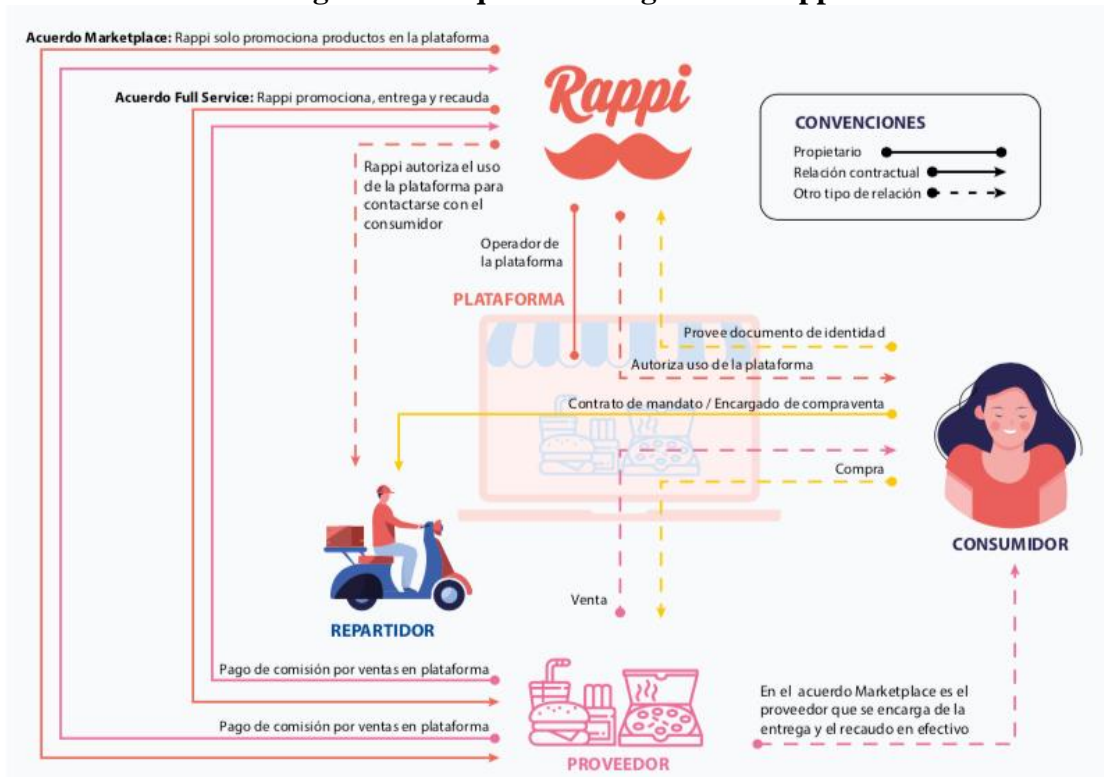 Acuerdo Marketplace: Rappi solo promociona productos en la plataforma
Acuerdo Full Service: Rappi promociona, entrega y recauda
Rappi autoriza el uso
de la plataforma para
contactarse con el
consumidor
Rappi
CONVENCIONES
Propietario
Relación contractual
Otro tipo de relación
Operador de
la plataforma
PLATAFORMA
Provee documento de identidad
Autoriza uso de la plataforma
Contrato de mandato / Encargado de compraventa
Compra
CONSUMIDOR
Venta
REPARTIDOR
Pago de comisión por ventas en plataforma
Pago de comisión por ventas en plataforma
En el acuerdo Marketplace es el
proveedor que se encarga de la
entrega y el recaudo en efectivo
PROVEEDOR